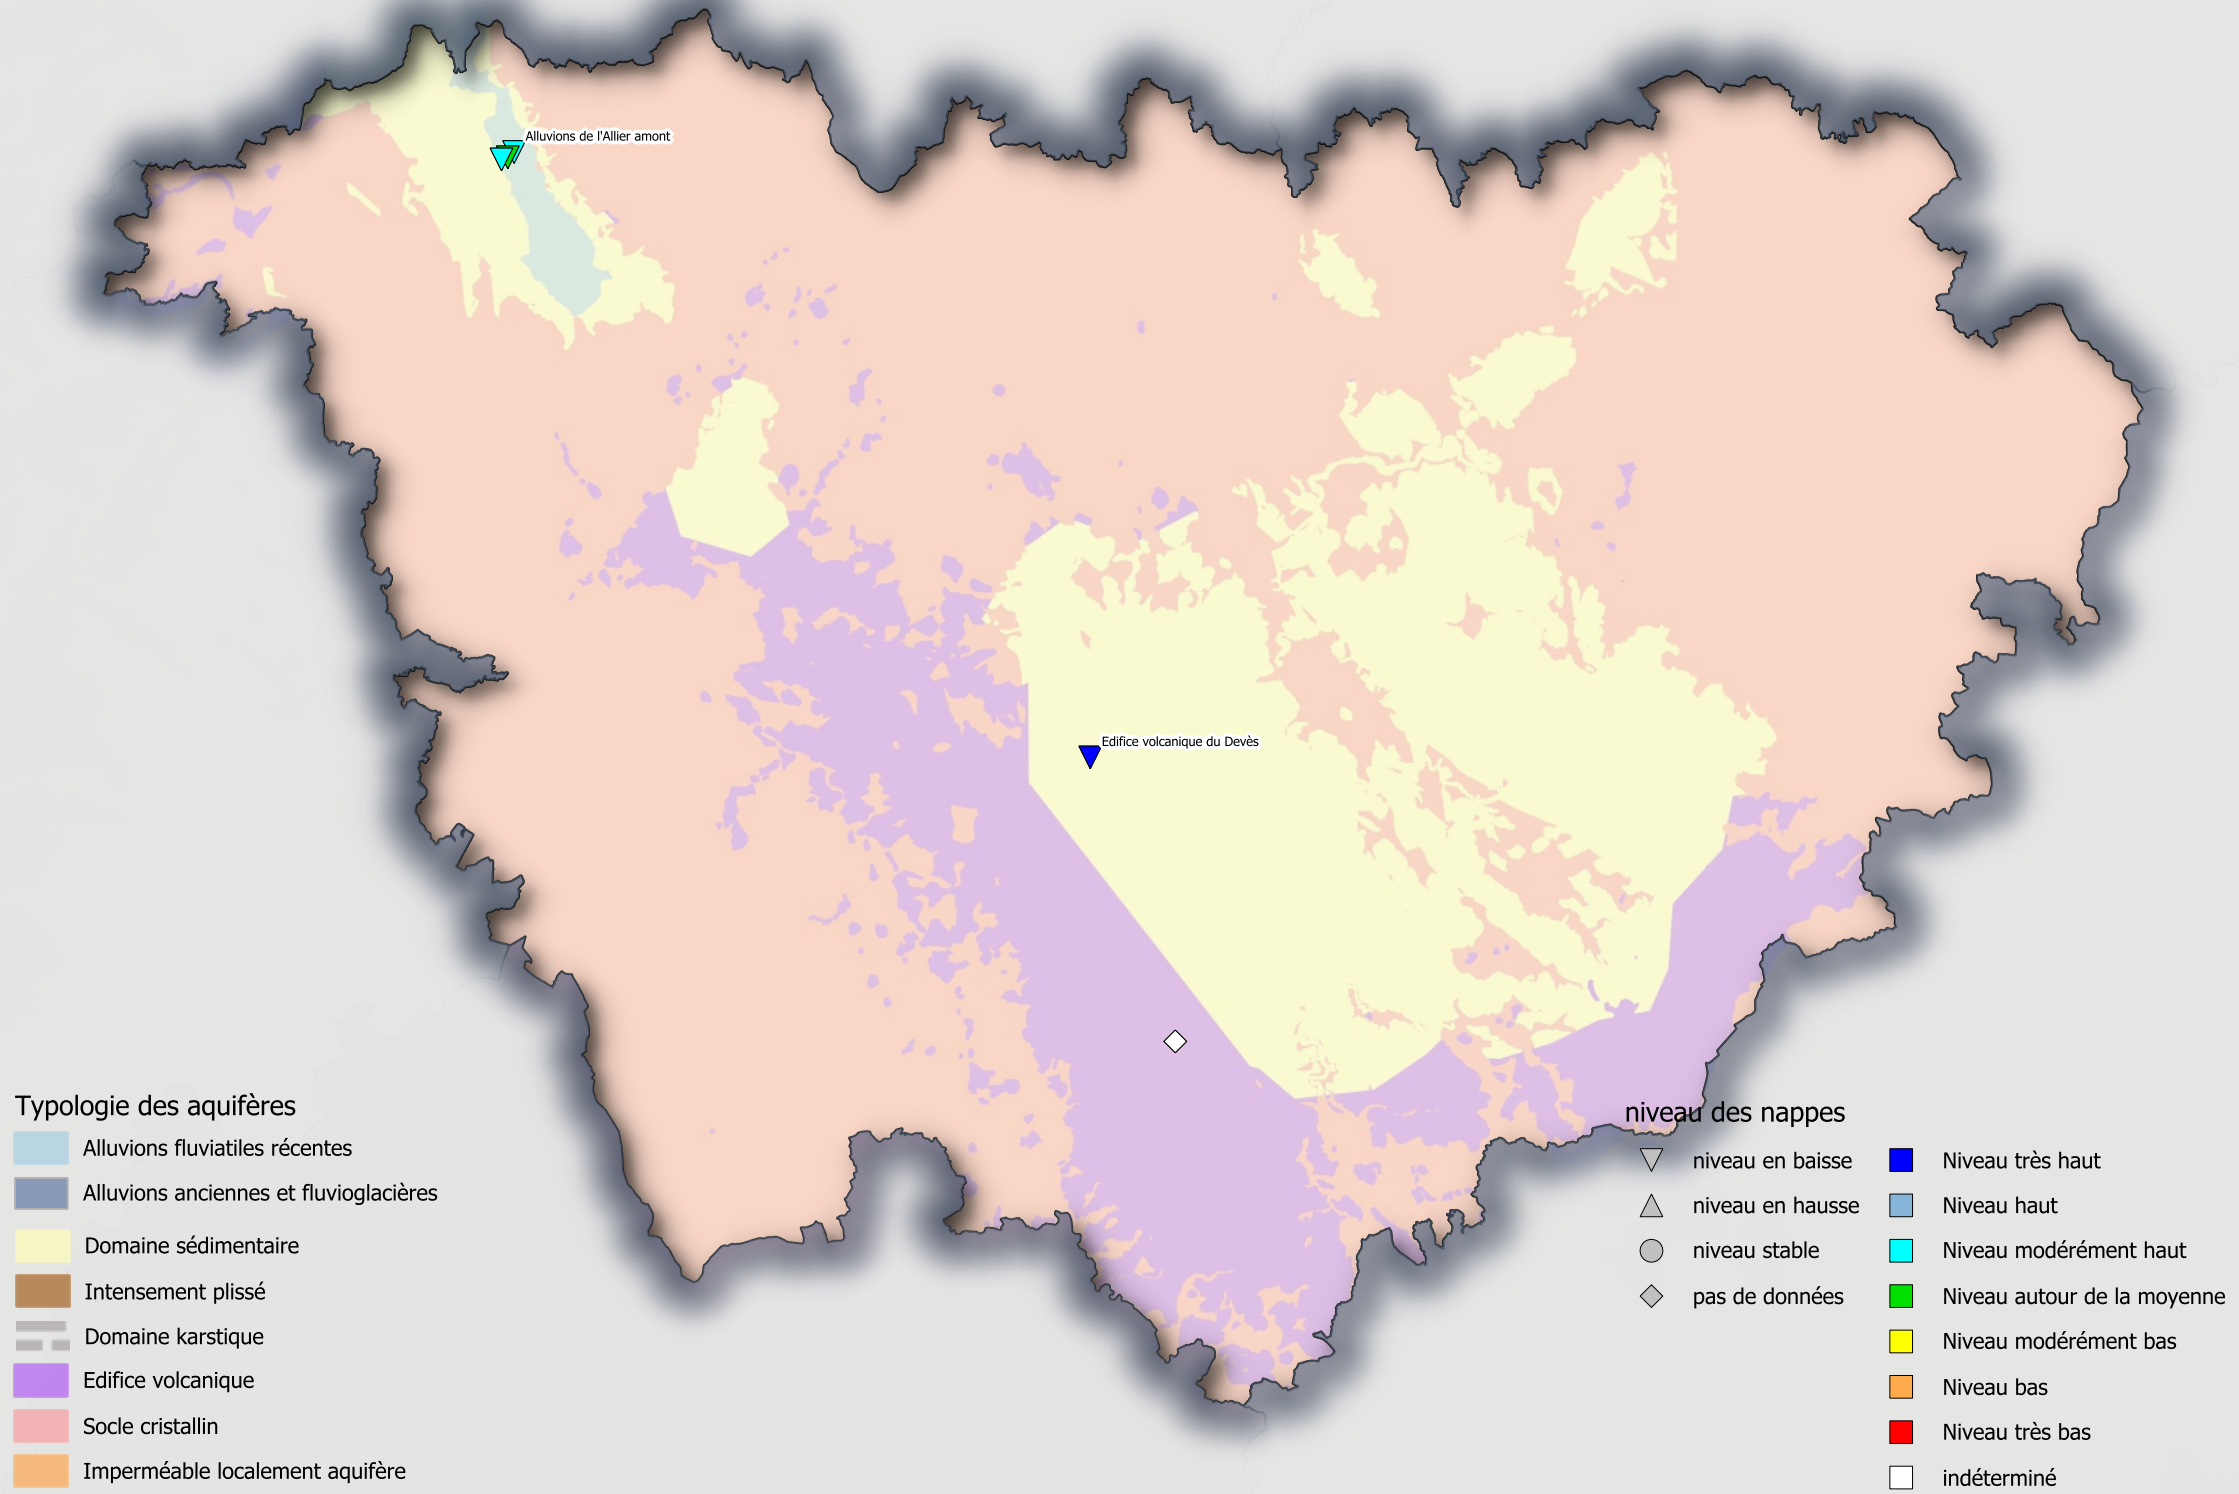 Alluvions de l'Allier amont
Edifice volcanique du Devès
Typologie des aquifères
Alluvions fluviatiles récentes
Alluvions anciennes et fluvioglacières
Domaine sédimentaire
Intensement plissé
Domaine karstique
Edifice volcanique
Socle cristallin
Imperméable localement aquifère
niveau des nappes
niveau en baisse
niveau en hausse
niveau stable
pas de données
Niveau très haut
Niveau haut
Niveau modérément haut
Niveau autour de la moyenne
Niveau modérément bas
Niveau bas
Niveau très bas
indéterminé